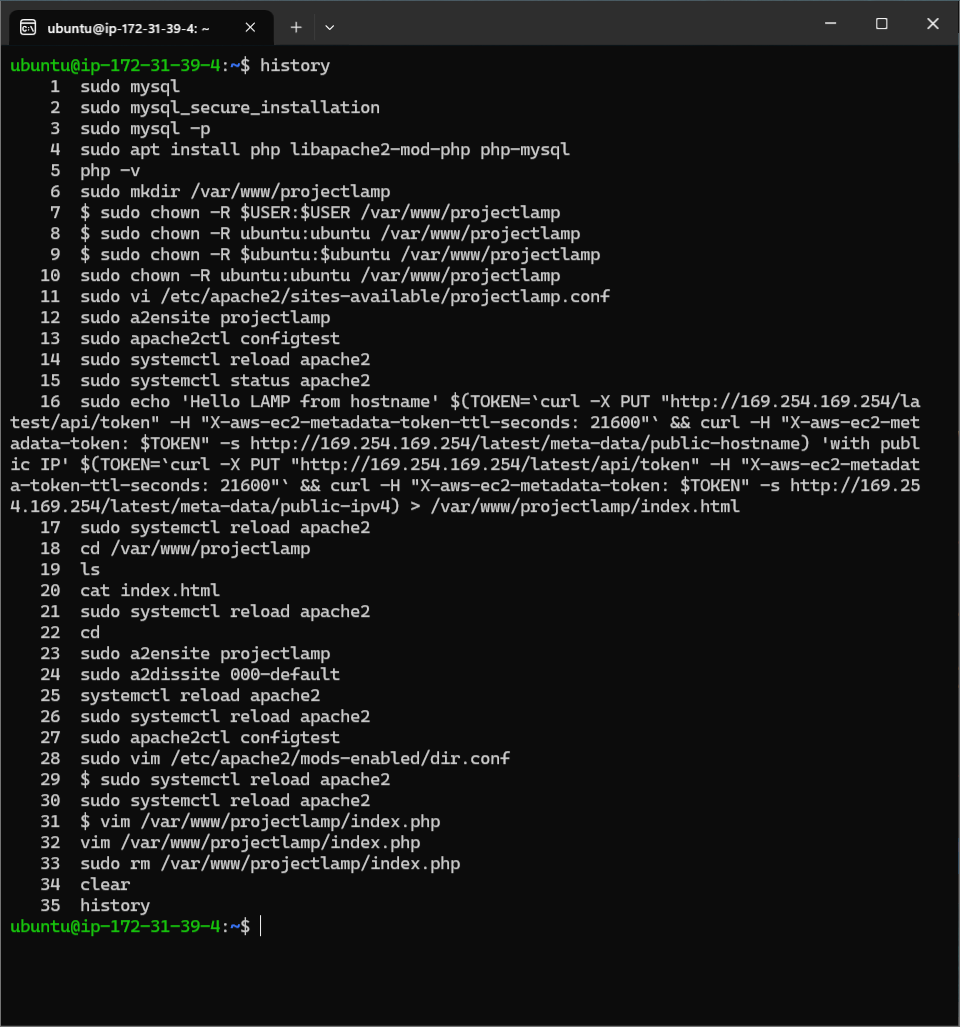 ubuntu@ip-172-31-39-4: ~
ubuntu@ip-172-31-39-4:~$ history
    1  sudo mysql
    2  sudo mysql_secure_installation
    3  sudo mysql -p
    4  sudo apt install php libapache2-mod-php php-mysql
    5  php -v
    6  sudo mkdir /var/www/projectlamp
    7  $ sudo chown -R $USER:$USER /var/www/projectlamp
    8  $ sudo chown -R ubuntu:ubuntu /var/www/projectlamp
    9  $ sudo chown -R $ubuntu:$ubuntu /var/www/projectlamp
   10  sudo chown -R ubuntu:ubuntu /var/www/projectlamp
   11  sudo vi /etc/apache2/sites-available/projectlamp.conf
   12  sudo a2ensite projectlamp
   13  sudo apache2ctl configtest
   14  sudo systemctl reload apache2
   15  sudo systemctl status apache2
   16  sudo echo 'Hello LAMP from hostname' $(TOKEN=`curl -X PUT "http://169.254.169.254/la
test/api/token" -H "X-aws-ec2-metadata-token-ttl-seconds: 21600"` && curl -H "X-aws-ec2-met
adata-token: $TOKEN" -s http://169.254.169.254/latest/meta-data/public-hostname) 'with publ
ic IP' $(TOKEN=`curl -X PUT "http://169.254.169.254/latest/api/token" -H "X-aws-ec2-metadat
a-token-ttl-seconds: 21600"` && curl -H "X-aws-ec2-metadata-token: $TOKEN" -s http://169.25
4.169.254/latest/meta-data/public-ipv4) > /var/www/projectlamp/index.html
   17  sudo systemctl reload apache2
   18  cd /var/www/projectlamp
   19  ls
   20  cat index.html
   21  sudo systemctl reload apache2
   22  cd
   23  sudo a2ensite projectlamp
   24  sudo a2dissite 000-default
   25  systemctl reload apache2
   26  sudo systemctl reload apache2
   27  sudo apache2ctl configtest
   28  sudo vim /etc/apache2/mods-enabled/dir.conf
   29  $ sudo systemctl reload apache2
   30  sudo systemctl reload apache2
   31  $ vim /var/www/projectlamp/index.php
   32  vim /var/www/projectlamp/index.php
   33  sudo rm /var/www/projectlamp/index.php
   34  clear
   35  history
ubuntu@ip-172-31-39-4:~$